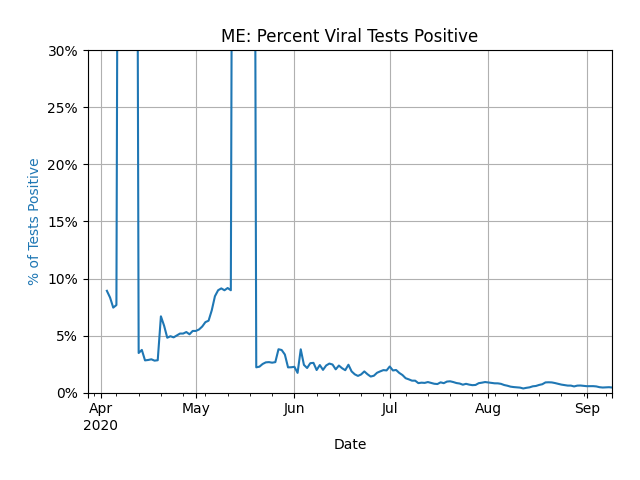 ME: Percent Viral Tests Positive
% of Tests Positive
30%
25%
20%
15%
10%
5%
0%
Apr May Jun Jul Aug Sep
2020
Date